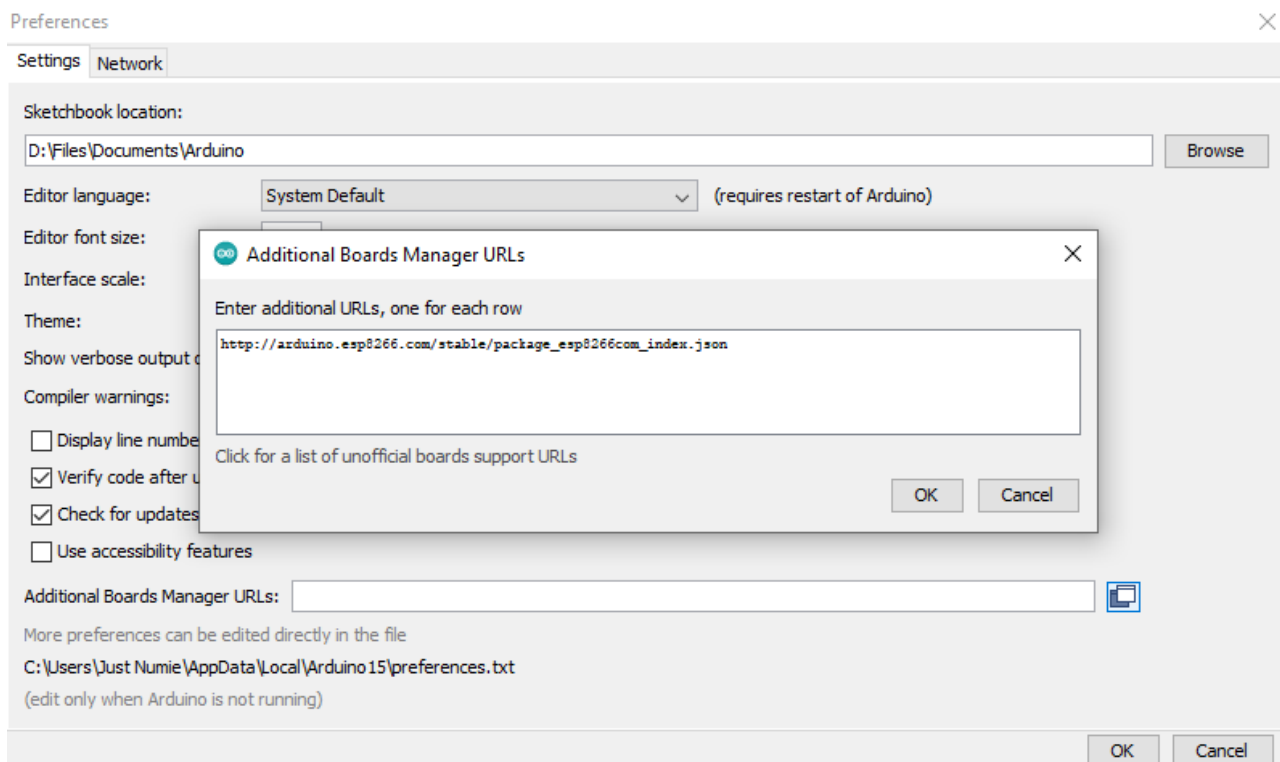 Preferences
Settings Network
Sketchbook location:
D:\Files\Documents\Arduino Browse
Editor language: System Default (requires restart of Arduino)
Editor font size:
Interface scale:
Theme:
Show verbose output
Compiler warnings:
Display line numbe
Verify code after u
Check for updates
Use accessibility features
Additional Boards Manager URLs
Enter additional URLs, one for each row
http://arduino.esp8266.com/stable/package_esp8266com_index.json
Click for a list of unofficial boards support URLs
OK Cancel
Additional Boards Manager URLs:
More preferences can be edited directly in the file
C:\Users\Just Numie\AppData\Local\Arduino15\preferences.txt
(edit only when Arduino is not running)
OK Cancel